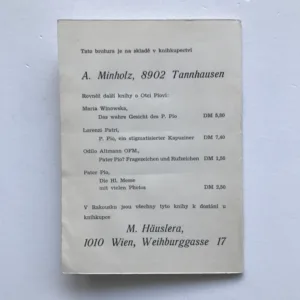 Tato brožura je na skladě v knihkupectví
A. Minholz, 8902 Tannhausen
Rovněž další knihy o Otci Piovi:
Maria Winowska,
Das wahre Gesicht des P. Pio DM 8,80
Lorenzi Patri,
P. Pio, ein stigmatisierter Kapuziner DM 7,40
Odilo Altmann OFM,
Pater Pio! Fragezeichen und Rufzeichen DM 1,20
Pater Pio,
Die Hl. Messe
mit vielen Photos DM 3,90
V Rakousku jsou všechny tyto knihy k dostání u
knihkupce
M. Häuslera,
1010 Wien, Weihburggasse 17